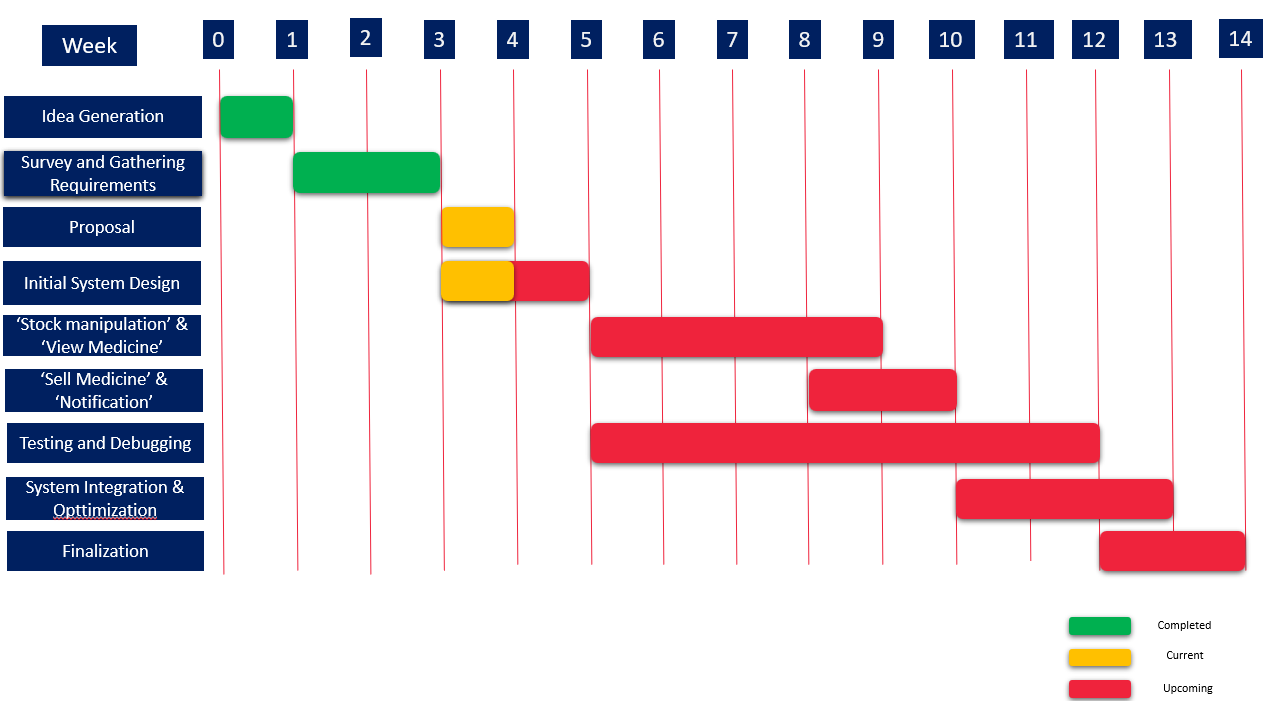 Week 0 1 2 3 4 5 6 7 8 9 10 11 12 13 14
Idea Generation
Survey and Gathering
Requirements
Proposal
Initial System Design
‘Stock manipulation’ &
‘View Medicine’
‘Sell Medicine’ &
‘Notification’
Testing and Debugging
System Integration &
Opttimization
Finalization
Completed
Current
Upcoming